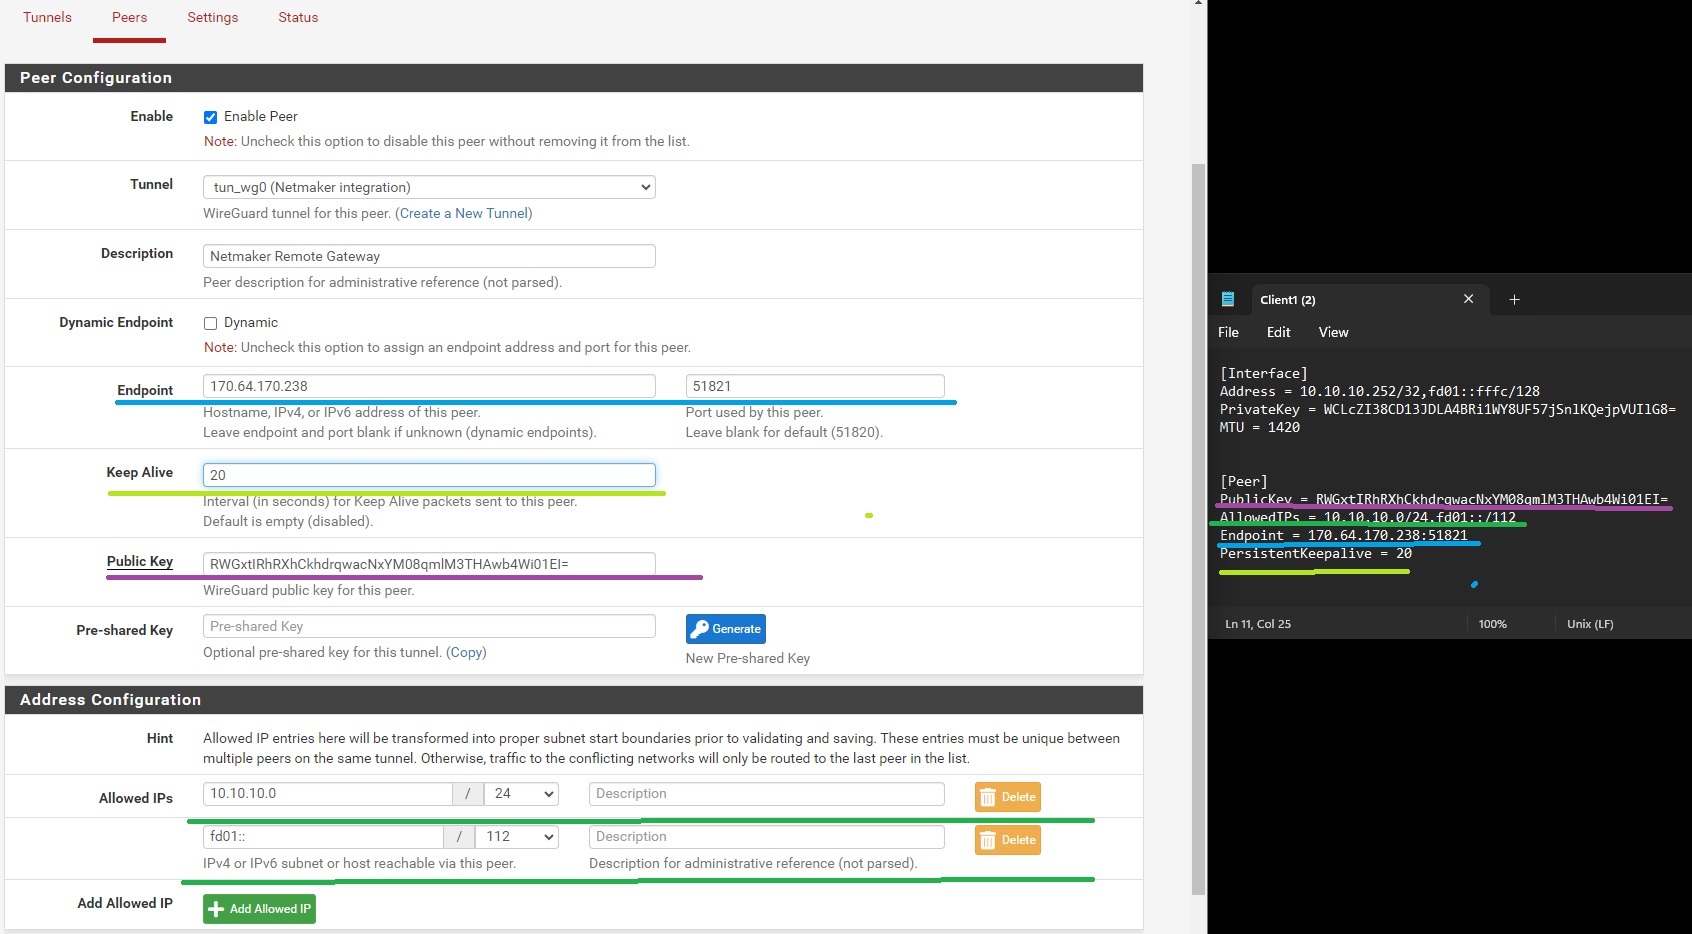 Tunnels Peers Settings Status
Peer Configuration
Enable Enable Peer
Note: Uncheck this option to disable this peer without removing it from the list.
Tunnel tun_wg0 (Netmaker integration)
WireGuard tunnel for this peer. (Create a New Tunnel)
Description Netmaker Remote Gateway
Peer description for administrative reference (not parsed).
Dynamic Endpoint Dynamic
Note: Uncheck this option to assign an endpoint address and port for this peer.
Endpoint 170.64.170.238 51821
Hostname, IPv4, or IPv6 address of this peer. Port used by this peer.
Leave endpoint and port blank if unknown (dynamic endpoints). Leave blank for default (51820).
Keep Alive 20
Interval (in seconds) for Keep Alive packets sent to this peer.
Default is empty (disabled).
Public Key RWGxtIRhRXhCkhdrqwacNxYM08qmlM3THAwb4Wi01EI=
WireGuard public key for this peer.
Pre-shared Key Pre-shared Key Generate
Optional pre-shared key for this tunnel. (Copy) New Pre-shared Key
Address Configuration
Hint Allowed IP entries here will be transformed into proper subnet start boundaries prior to validating and saving. These entries must be unique between
multiple peers on the same tunnel. Otherwise, traffic to the conflicting networks will only be routed to the last peer in the list.
Allowed IPs 10.10.10.0 / 24 Description Delete
fd01:: / 112 Description Delete
IPv4 or IPv6 subnet or host reachable via this peer. Description for administrative reference (not parsed).
Add Allowed IP Add Allowed IP
Client1 (2)
File Edit View
[Interface]
Address = 10.10.10.252/32,fd01::fffc/128
PrivateKey = WCLcZI38CD13JDLA4BRi1WY8UF57jSnlKQejpVUIlG8=
MTU = 1420
[Peer]
PublicKey = RWGxtIRhRXhCkhdrqwacNxYM08qmlM3THAwb4Wi01EI=
AllowedIPs = 10.10.10.0/24,fd01::/112
Endpoint = 170.64.170.238:51821
PersistentKeepalive = 20
Ln 11, Col 25 100% Unix (LF)